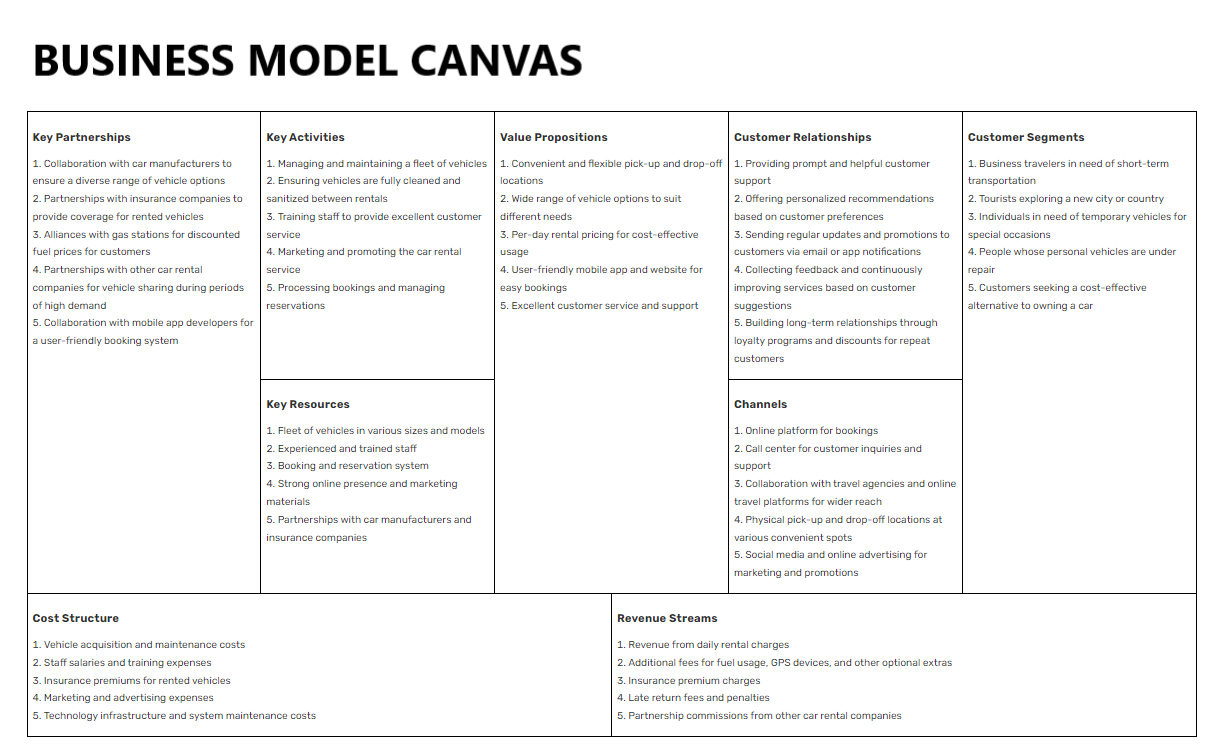 BUSINESS MODEL CANVAS
Key Partnerships
1. Collaboration with car manufacturers to
ensure a diverse range of vehicle options
2. Partnerships with insurance companies to
provide coverage for rented vehicles
3. Alliances with gas stations for discounted
fuel prices for customers
4. Partnerships with other car rental
companies for vehicle sharing during periods
of high demand
5. Collaboration with mobile app developers for
a user-friendly booking system
Key Activities
1. Managing and maintaining a fleet of vehicles
2. Ensuring vehicles are fully cleaned and
sanitized between rentals
3. Training staff to provide excellent customer
service
4. Marketing and promoting the car rental
service
5. Processing bookings and managing
reservations
Key Resources
1. Fleet of vehicles in various sizes and models
2. Experienced and trained staff
3. Booking and reservation system
4. Strong online presence and marketing
materials
5. Partnerships with car manufacturers and
insurance companies
Value Propositions
1. Convenient and flexible pick-up and drop-off
locations
2. Wide range of vehicle options to suit
different needs
3. Per-day rental pricing for cost-effective
usage
4. User-friendly mobile app and website for
easy bookings
5. Excellent customer service and support
Customer Relationships
1. Providing prompt and helpful customer
support
2. Offering personalized recommendations
based on customer preferences
3. Sending regular updates and promotions to
customers via email or app notifications
4. Collecting feedback and continuously
improving services based on customer
suggestions
5. Building long-term relationships through
loyalty programs and discounts for repeat
customers
Channels
1. Online platform for bookings
2. Call center for customer inquiries and
support
3. Collaboration with travel agencies and online
travel platforms for wider reach
4. Physical pick-up and drop-off locations at
various convenient spots
5. Social media and online advertising for
marketing and promotions
Customer Segments
1. Business travelers in need of short-term
transportation
2. Tourists exploring a new city or country
3. Individuals in need of temporary vehicles for
special occasions
4. People whose personal vehicles are under
repair
5. Customers seeking a cost-effective
alternative to owning a car
Cost Structure
1. Vehicle acquisition and maintenance costs
2. Staff salaries and training expenses
3. Insurance premiums for rented vehicles
4. Marketing and advertising expenses
5. Technology infrastructure and system maintenance costs
Revenue Streams
1. Revenue from daily rental charges
2. Additional fees for fuel usage, GPS devices, and other optional extras
3. Insurance premium charges
4. Late return fees and penalties
5. Partnership commissions from other car rental companies